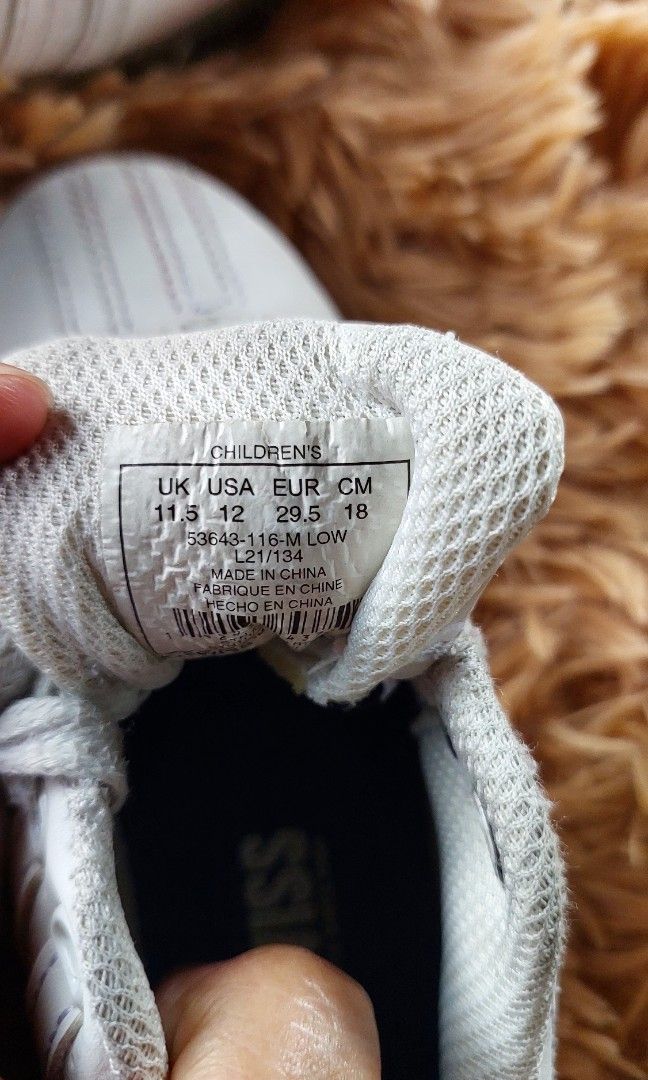 CHILDREN'S
UK USA EUR CM
11.5 12 29.5 18
53643-116-M LOW
L21/134
MADE IN CHINA
FABRIQUE EN CHINE
HECHO EN CHINA